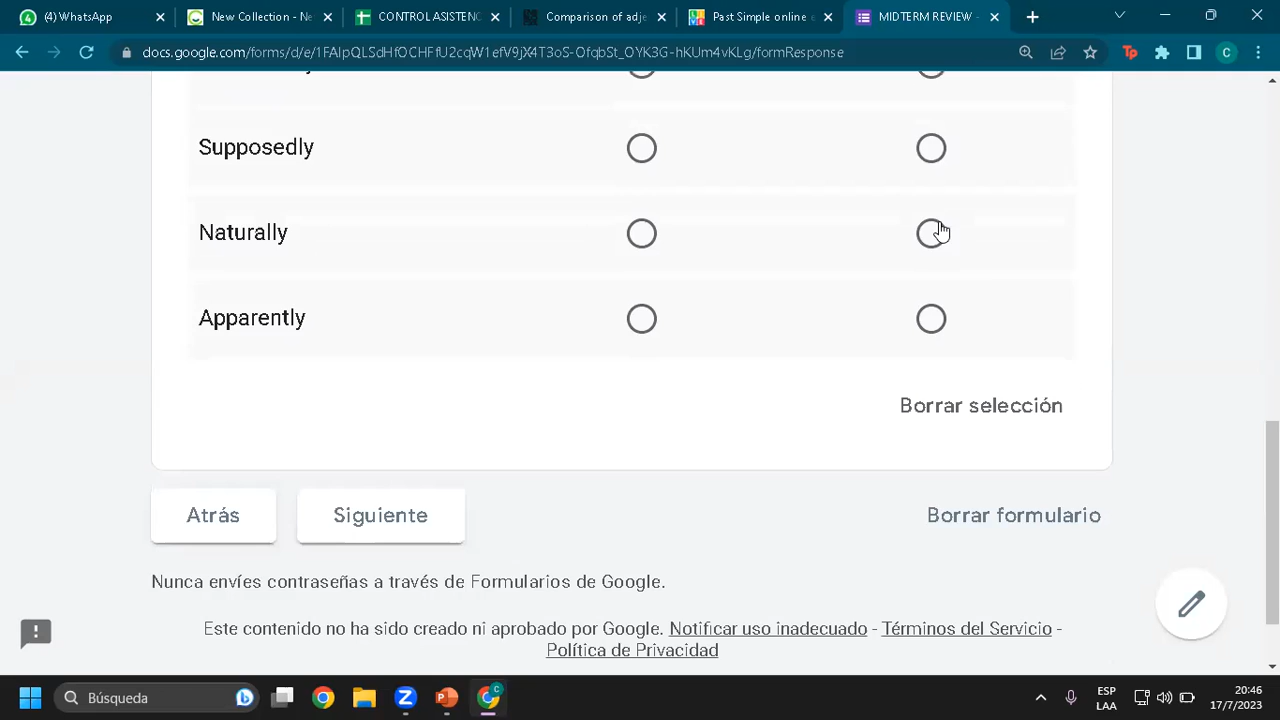 (4) WhatsApp
New Collection - Ne
CONTROL ASISTENC
Comparison of adje
Past Simple online e
MIDTERM REVIEW -
docs.google.com/forms/d/e/1FAIpQLSdHfOCHFfU2cqW1efV9jX4T3oS-OfqbSt_OYK3G-hKUm4vKLg/formResponse
Supposedly
Naturally
Apparently
Borrar selección
Atrás
Siguiente
Borrar formulario
Nunca envíes contraseñas a través de Formularios de Google.
Este contenido no ha sido creado ni aprobado por Google. Notificar uso inadecuado - Términos del Servicio -
Política de Privacidad
Búsqueda
ESP
LAA
20:46
17/7/2023